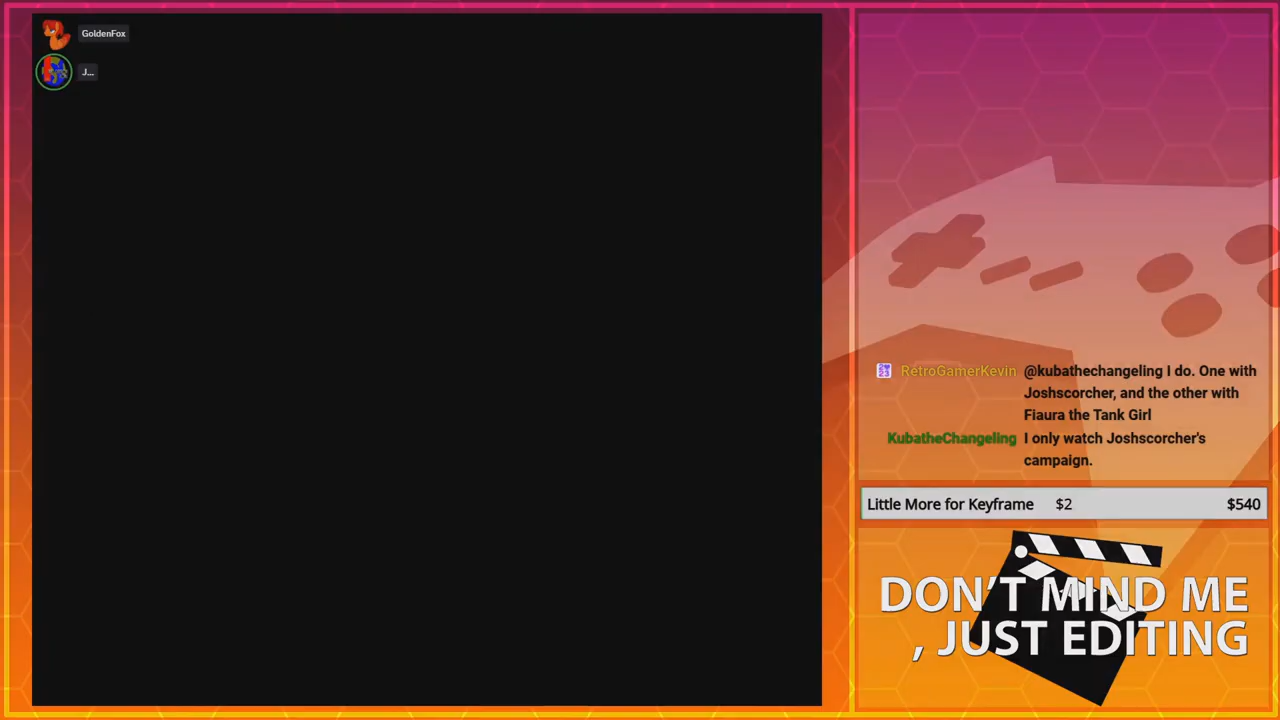 GoldenFox
J...
RetroGamerKevin @kubathechangeling I do. One with
Joshscorcher, and the other with
Fiaura the Tank Girl
KubatheChangeling I only watch Joshscorcher's
campaign.
Little More for Keyframe $2 $540
DON'T MIND ME
, JUST EDITING